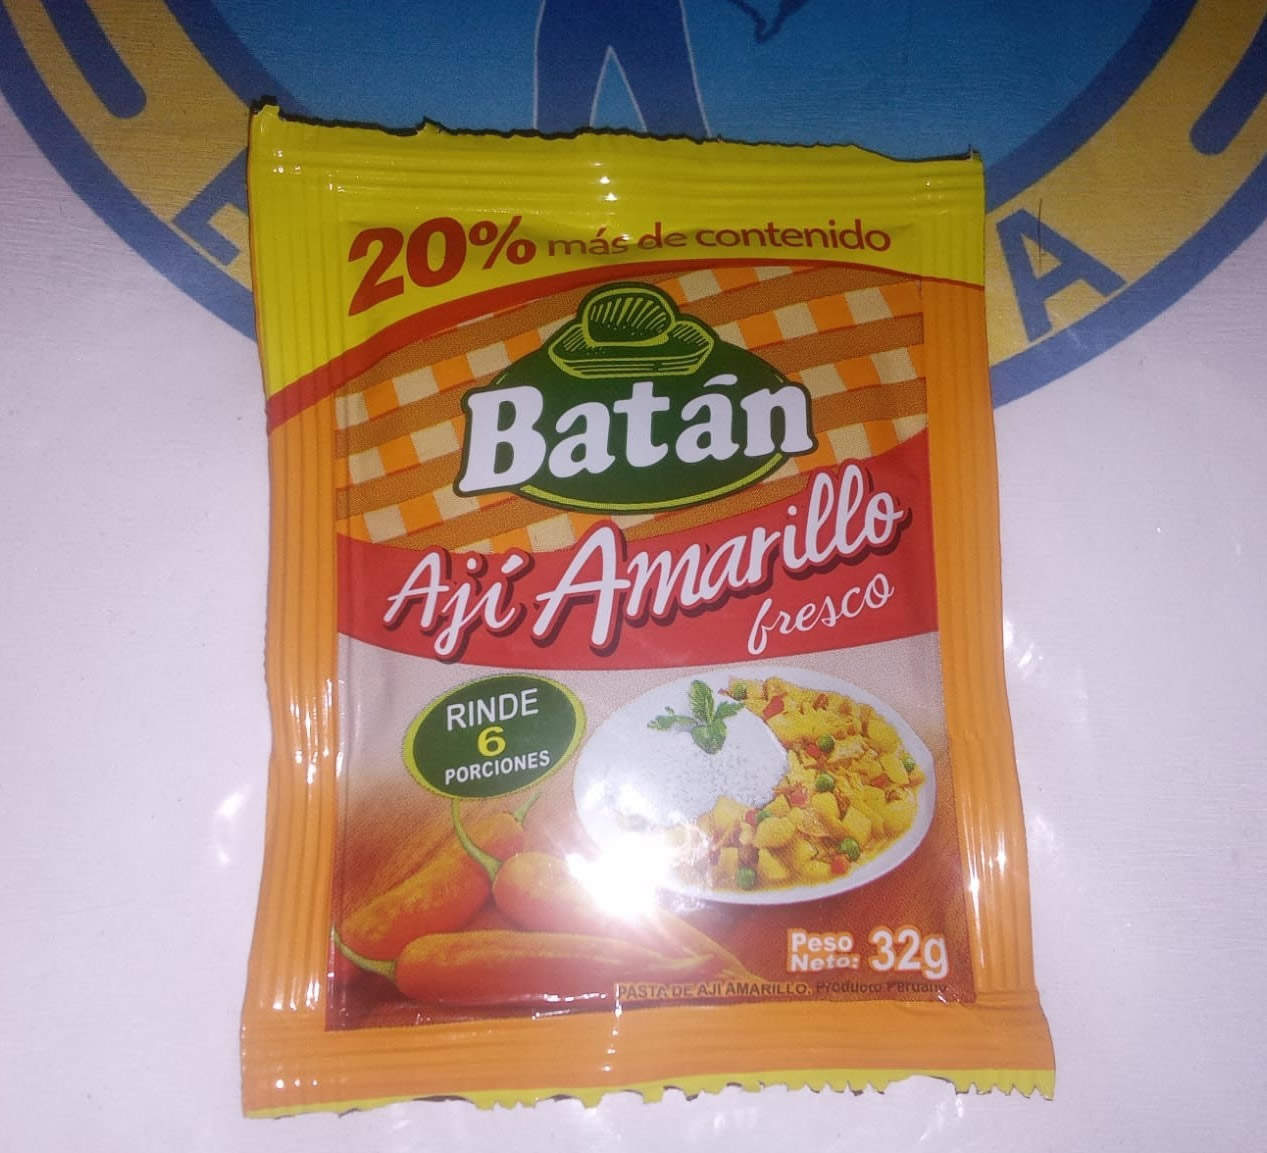 20% más de contenido
Batán
Ají Amarillo
fresco
RINDE
6
PORCIONES
Peso
Neto: 32g
PASTA DE AJÍ AMARILLO. Producto Peruano
A